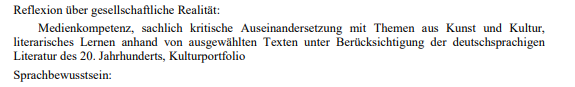 Reflexion über gesellschaftliche Realität:
Medienkompetenz, sachlich kritische Auseinandersetzung mit Themen aus Kunst und Kultur,
literarisches Lernen anhand von ausgewählten Texten unter Berücksichtigung der deutschsprachigen
Literatur des 20. Jahrhunderts, Kulturportfolio
Sprachbewusstsein: